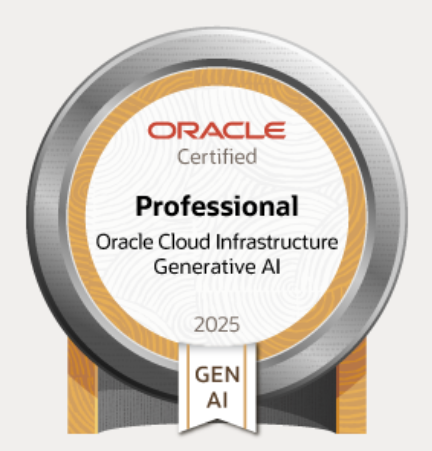 ORACLE
Certified
Professional
Oracle Cloud Infrastructure
Generative AI
2025
GEN
AI